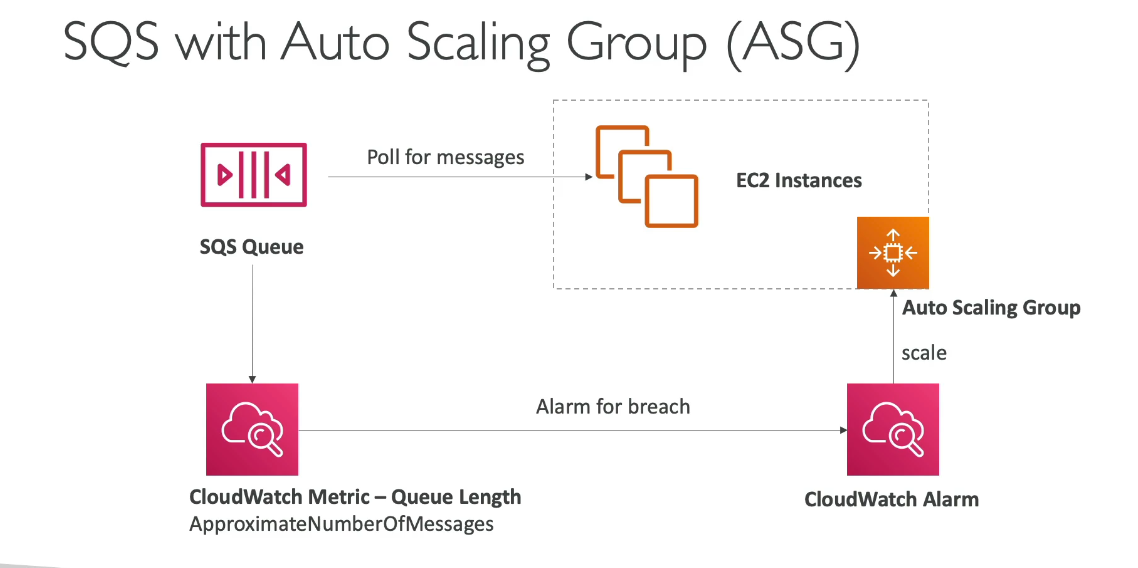 SQS with Auto Scaling Group (ASG)
Poll for messages
EC2 Instances
SQS Queue
Auto Scaling Group
scale
Alarm for breach
CloudWatch Metric – Queue Length
ApproximateNumberOfMessages
CloudWatch Alarm